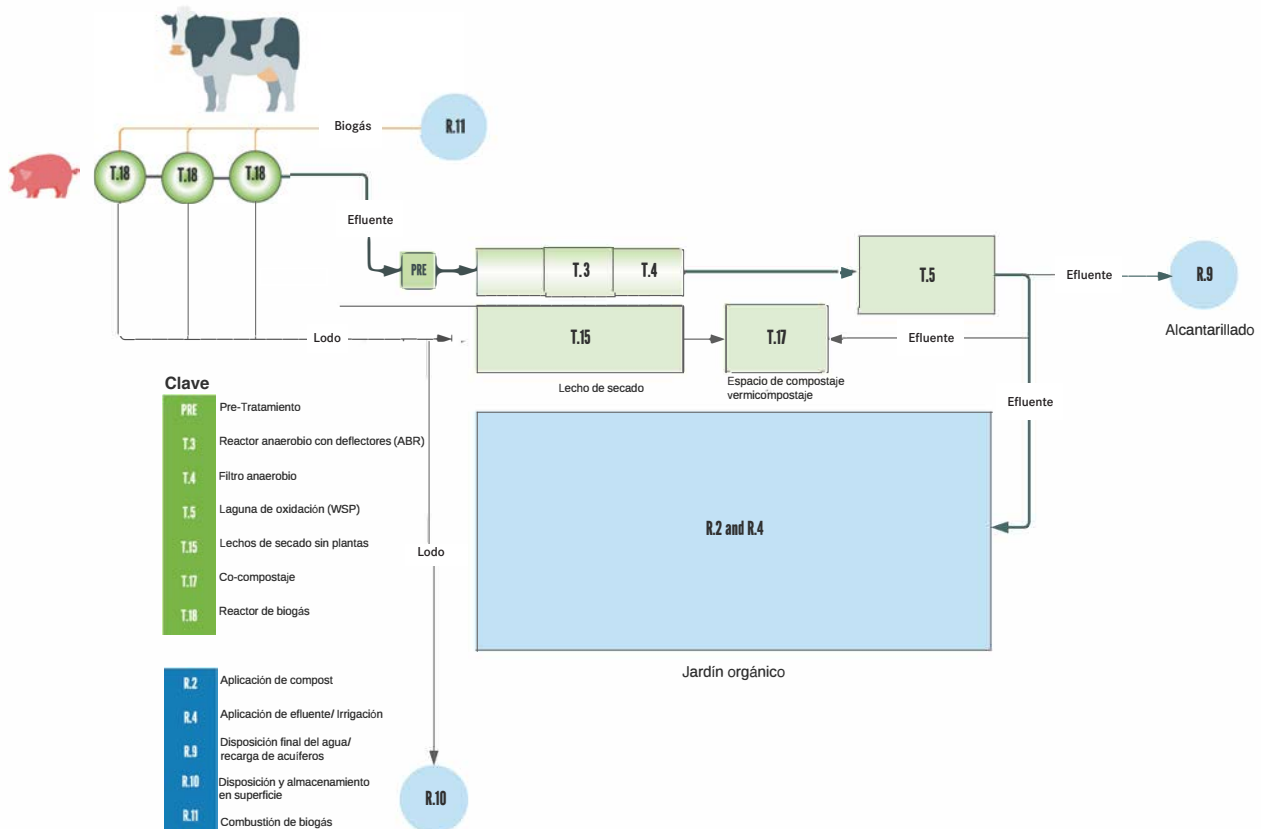 Biogás
R.11
T.18
T.18
T.18
Efluente
PRE
T.3
T.4
T.5
Efluente
R.9
Alcantarillado
Lodo
T.15
T.17
Efluente
Lecho de secado
Espacio de compostaje
vermicompostaje
Efluente
Clave
PRE Pre-Tratamiento
T.3 Reactor anaerobio con deflectores (ABR)
T.4 Filtro anaerobio
T.5 Laguna de oxidación (WSP)
T.15 Lechos de secado sin plantas
T.17 Co-compostaje
T.18 Reactor de biogás
Lodo
R.2 and R.4
Jardín orgánico
R.2 Aplicación de compost
R.4 Aplicación de efluente/ Irrigación
R.9 Disposición final del agua/
recarga de acuíferos
R.10 Disposición y almacenamiento
en superficie
R.11 Combustión de biogás
R.10